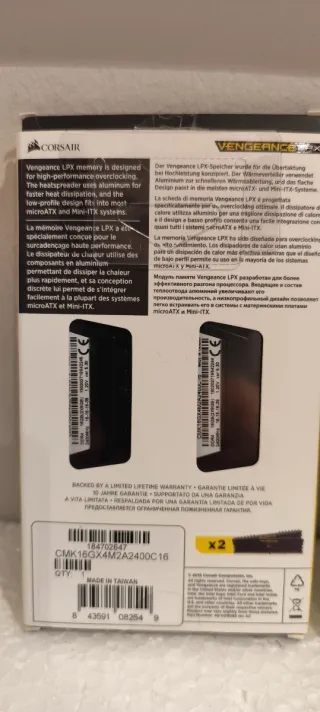 CORSAIR
VENGEANCE LPX
Vengeance LPX memory is designed
for high-performance overclocking.
The heatspreader uses aluminum for
faster heat dissipation, and the
low-profile design fits into most
microATX and Mini-ITX systems.
La mémoire Vengeance LPX a été
spécialement conçue pour le
surcadençage haute performance.
Le dissipateur de chaleur utilise des
composants en aluminium
permettant de dissiper la chaleur
plus rapidement, et sa conception
discrète lui permet de s'intégrer
facilement à la plupart des systèmes
microATX et Mini-ITX.
Der Vengeance LPX-Speicher wurde für die Übertaktung
bei Hochleistung konzipiert. Der Wärmeverteiler verwendet
Aluminium zur schnelleren Wärmeableitung, und das flache
Design passt in die meisten microATX- und Mini-ITX-Systeme.
La scheda di memoria Vengeance LPX è progettata
specificatamente per un overclocking ottimale. Il dissipatore di
calore utilizza alluminio per una migliore dissipazione di calore
e il design a basso profilo consente una facile integrazione con
quasi tutti i sistemi microATX e Mini-ITX.
La memoria Vengeance LPX ha sido diseñada para overclocking
de alto rendimiento. Los disipadores de calor usan aluminio
para una disipación de calor más efectiva mientras que el diseño
de bajo perfil permite su uso en la mayoría de los sistemas
microATX y Mini-ITX.
Модуль памяти Vengeance LPX разработан для более
эффективного разгона процессора. Входящие в состав
теплоотвода алюминий увеличивает его
производительность, а низкопрофильный дизайн позволяет
легко встраивать его в системы с материнскими платами
microATX и Mini-ITX.
BACKED BY A LIMITED LIFETIME WARRANTY • GARANTIE LIMITÉE À VIE
10 JAHRE GARANTIE • SUPPORTATO DA UNA GARANZIA
A VITA LIMITATA • RESPALDADA POR UNA GARANTÍA LIMITADA DE POR VIDA
ПРЕДОСТАВЛЯЕТСЯ ОГРАНИЧЕННАЯ ПОЖИЗНЕННАЯ ГАРАНТИЯ
184702647
CMK16GX4M2A2400C16
QTY: 1
MADE IN TAIWAN
8 43591 08254 9
x2